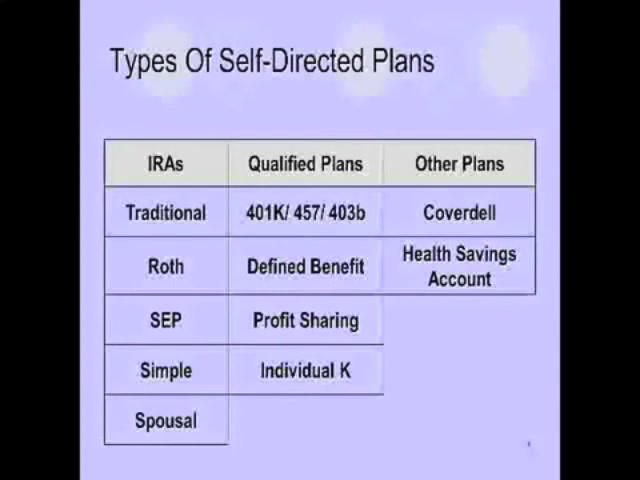 Types Of Self-Directed Plans
IRAs Qualified Plans Other Plans
Traditional 401K/ 457/ 403b Coverdell
Roth Defined Benefit Health Savings
Account
SEP Profit Sharing
Simple Individual K
Spousal